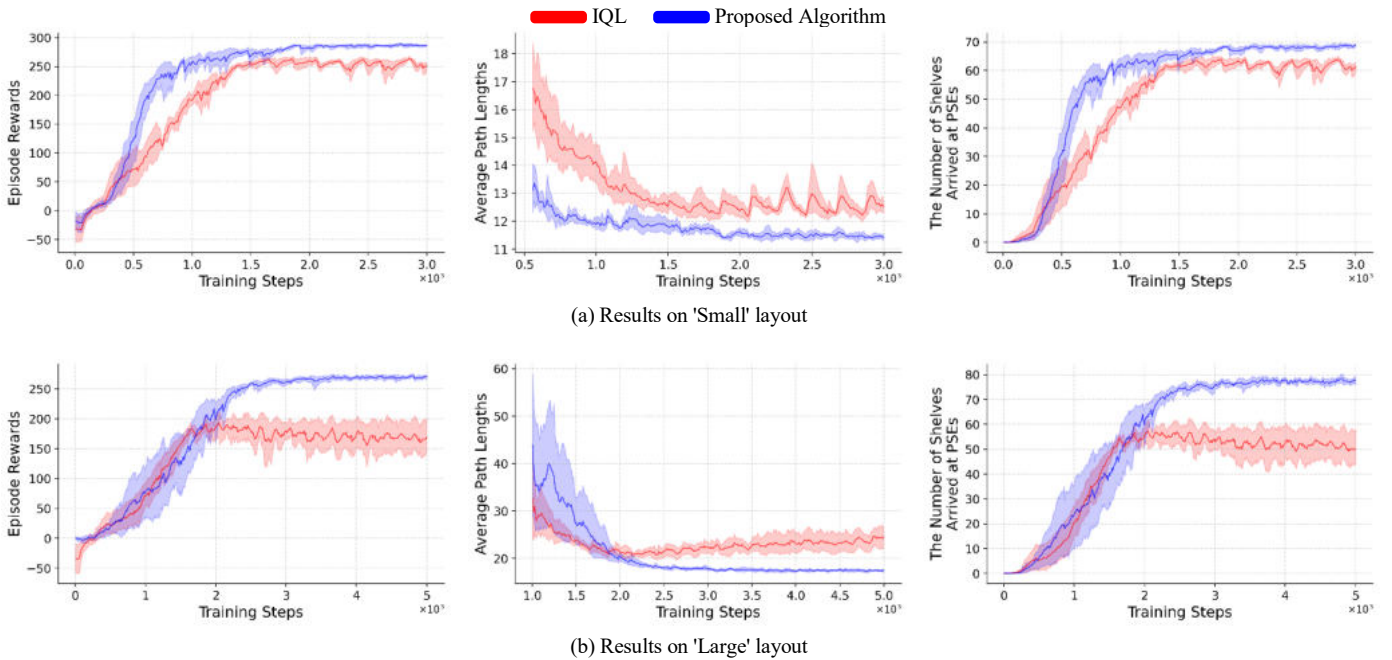 IQL Proposed Algorithm
Episode Rewards
300
250
200
150
100
50
0
−50
0.0 0.5 1.0 1.5 2.0 2.5 3.0
Training Steps
×10⁵
Average Path Lengths
18
17
16
15
14
13
12
11
0.5 1.0 1.5 2.0 2.5 3.0
Training Steps
×10⁵
The Number of Shelves
Arrived at PSEs
70
60
50
40
30
20
10
0
0.0 0.5 1.0 1.5 2.0 2.5 3.0
Training Steps
×10⁵
(a) Results on 'Small' layout
Episode Rewards
250
200
150
100
50
0
−50
0 1 2 3 4 5
Training Steps
×10⁵
Average Path Lengths
60
50
40
30
20
1.0 1.5 2.0 2.5 3.0 3.5 4.0 4.5 5.0
Training Steps
×10⁵
The Number of Shelves
Arrived at PSEs
80
70
60
50
40
30
20
10
0
0 1 2 3 4 5
Training Steps
×10⁵
(b) Results on 'Large' layout